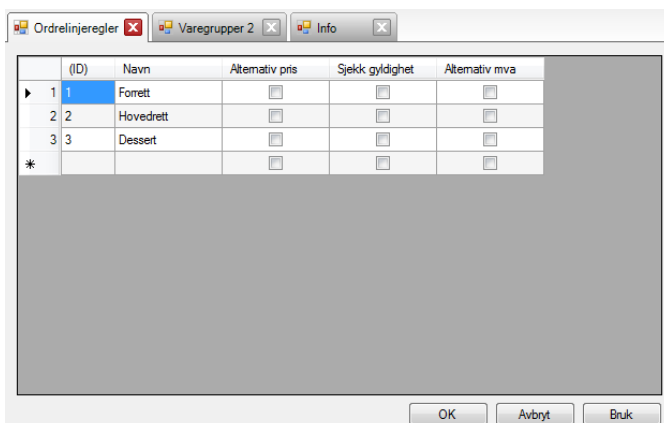 Ordrelinjeregler Varegrupper 2 Info
(ID) Navn Alternativ pris Sjekk gyldighet Alternativ mva
1 1 Forrett
2 2 Hovedrett
3 3 Dessert
OK Avbryt Bruk